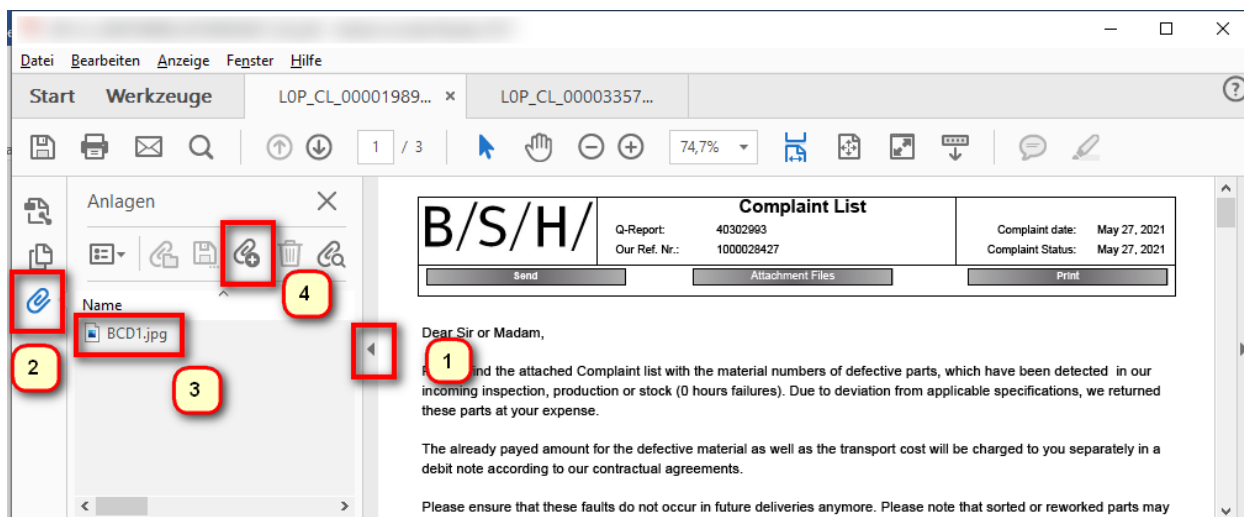 Datei Bearbeiten Anzeige Fenster Hilfe
Start Werkzeuge L0P_CL_00001989... × L0P_CL_00003357...
1 / 3 74,7%
Anlagen
4
Name
BCD1.jpg
2
3
1
B/S/H/
Complaint List
Q-Report: 40302993 Complaint date: May 27, 2021
Our Ref. Nr.: 1000028427 Complaint Status: May 27, 2021
Send Attachment Files Print
Dear Sir or Madam,
ind the attached Complaint list with the material numbers of defective parts, which have been detected in our
incoming inspection, production or stock (0 hours failures). Due to deviation from applicable specifications, we returned
these parts at your expense.
The already payed amount for the defective material as well as the transport cost will be charged to you separately in a
debit note according to our contractual agreements.
Please ensure that these faults do not occur in future deliveries anymore. Please note that sorted or reworked parts may